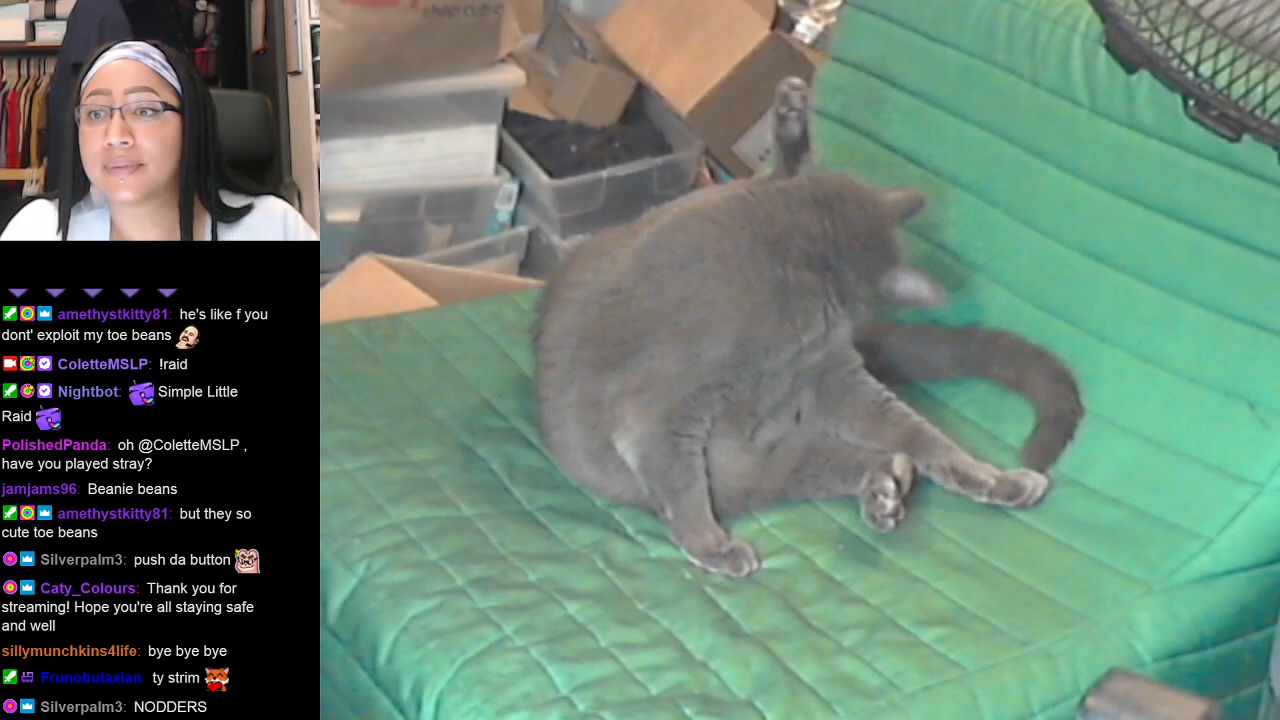 amethystkitty81: he's like f you
dont' exploit my toe beans
ColetteMSLP: !raid
Nightbot: Simple Little
Raid
PolishedPanda: oh @ColetteMSLP ,
have you played stray?
jamjams96: Beanie beans
amethystkitty81: but they so
cute toe beans
Silverpalm3: push da button
Caty_Colours: Thank you for
streaming! Hope you're all staying safe
and well
sillymunchkins4life: bye bye bye
Frunobulaxian: ty strim
Silverpalm3: NODDERS